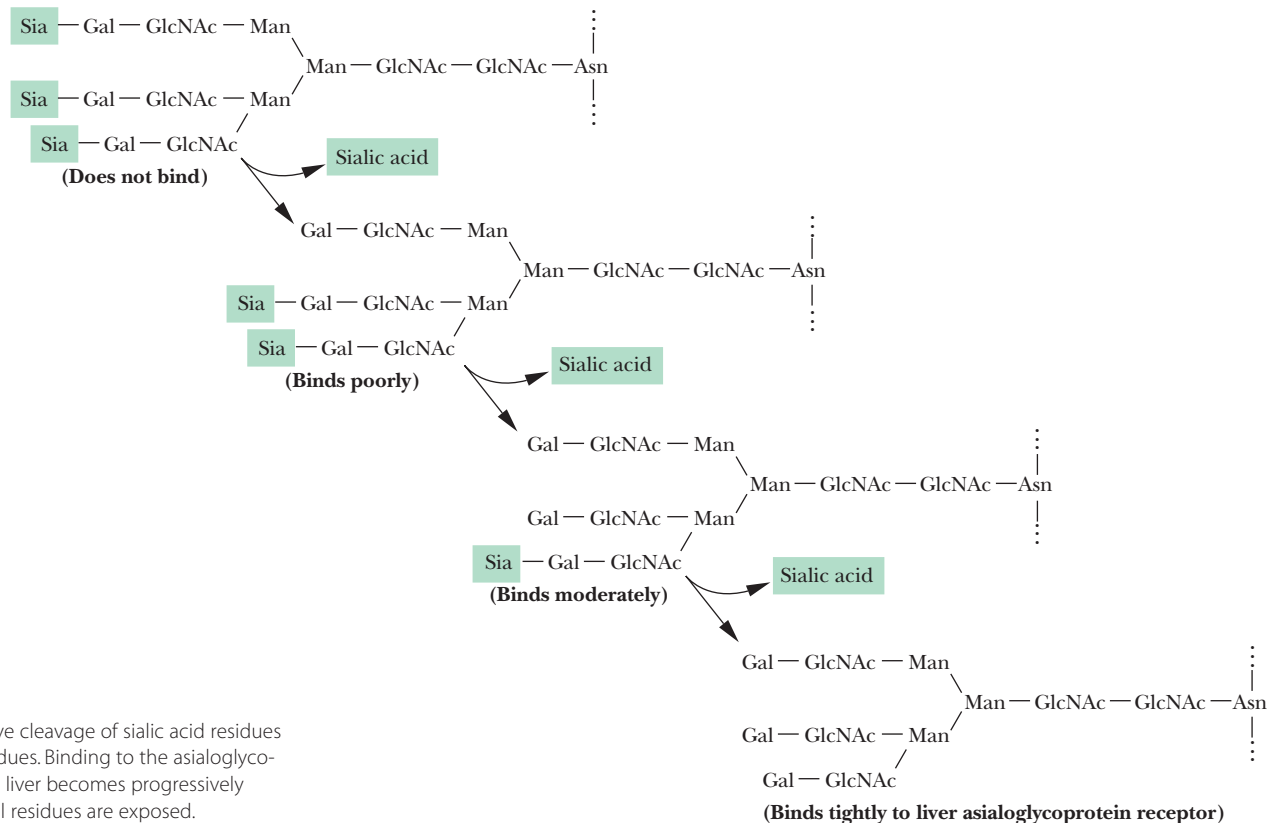 Sia — Gal — GlcNAc — Man
Man — GlcNAc — GlcNAc — Asn
Sia — Gal — GlcNAc — Man
Sia — Gal — GlcNAc
Sialic acid
(Does not bind)
Gal — GlcNAc — Man
Man — GlcNAc — GlcNAc — Asn
Sia — Gal — GlcNAc — Man
Sia — Gal — GlcNAc
Sialic acid
(Binds poorly)
Gal — GlcNAc — Man
Man — GlcNAc — GlcNAc — Asn
Gal — GlcNAc — Man
Sia — Gal — GlcNAc
Sialic acid
(Binds moderately)
Gal — GlcNAc — Man
Man — GlcNAc — GlcNAc — Asn
Gal — GlcNAc — Man
Gal — GlcNAc
(Binds tightly to liver asialoglycoprotein receptor)
ve cleavage of sialic acid residues
dues. Binding to the asialoglyco-
liver becomes progressively
l residues are exposed.